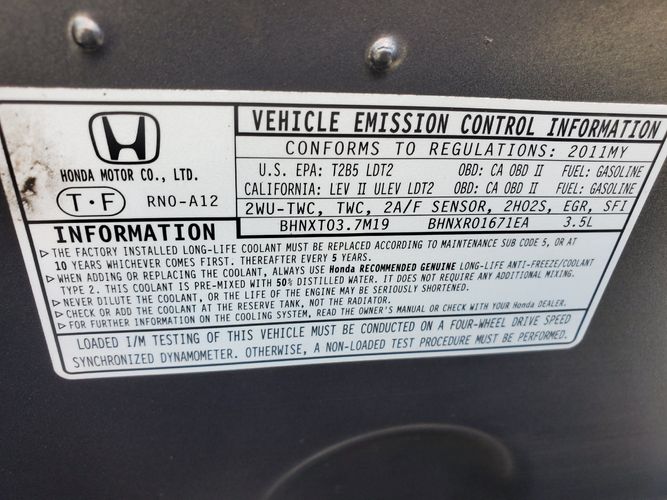 VEHICLE EMISSION CONTROL INFORMATION
HONDA MOTOR CO., LTD.
T・F RNO-A12
CONFORMS TO REGULATIONS: 2011MY
U.S. EPA: T2B5 LDT2 OBD: CA OBD II FUEL: GASOLINE
CALIFORNIA: LEV II ULEV LDT2 OBD: CA OBD II FUEL: GASOLINE
2WU-TWC, TWC, 2A/F SENSOR, 2HO2S, EGR, SFI
BHNXT03.7M19 BHNXR01671EA 3.5L
INFORMATION
▷THE FACTORY INSTALLED LONG-LIFE COOLANT MUST BE REPLACED ACCORDING TO MAINTENANCE SUB CODE 5, OR AT
10 YEARS WHICHEVER COMES FIRST. THEREAFTER EVERY 5 YEARS.
▷WHEN ADDING OR REPLACING THE COOLANT, ALWAYS USE Honda RECOMMENDED GENUINE LONG-LIFE ANTI-FREEZE/COOLANT
TYPE 2. THIS COOLANT IS PRE-MIXED WITH 50% DISTILLED WATER. IT DOES NOT REQUIRE ANY ADDITIONAL MIXING.
▷NEVER DILUTE THE COOLANT, OR THE LIFE OF THE ENGINE MAY BE SERIOUSLY SHORTENED.
▷CHECK OR ADD THE COOLANT AT THE RESERVE TANK, NOT THE RADIATOR.
▷FOR FURTHER INFORMATION ON THE COOLING SYSTEM, READ THE OWNER'S MANUAL OR CHECK WITH YOUR Honda DEALER.
LOADED I/M TESTING OF THIS VEHICLE MUST BE CONDUCTED ON A FOUR-WHEEL DRIVE SPEED
SYNCHRONIZED DYNAMOMETER. OTHERWISE, A NON-LOADED TEST PROCEDURE MUST BE PERFORMED.